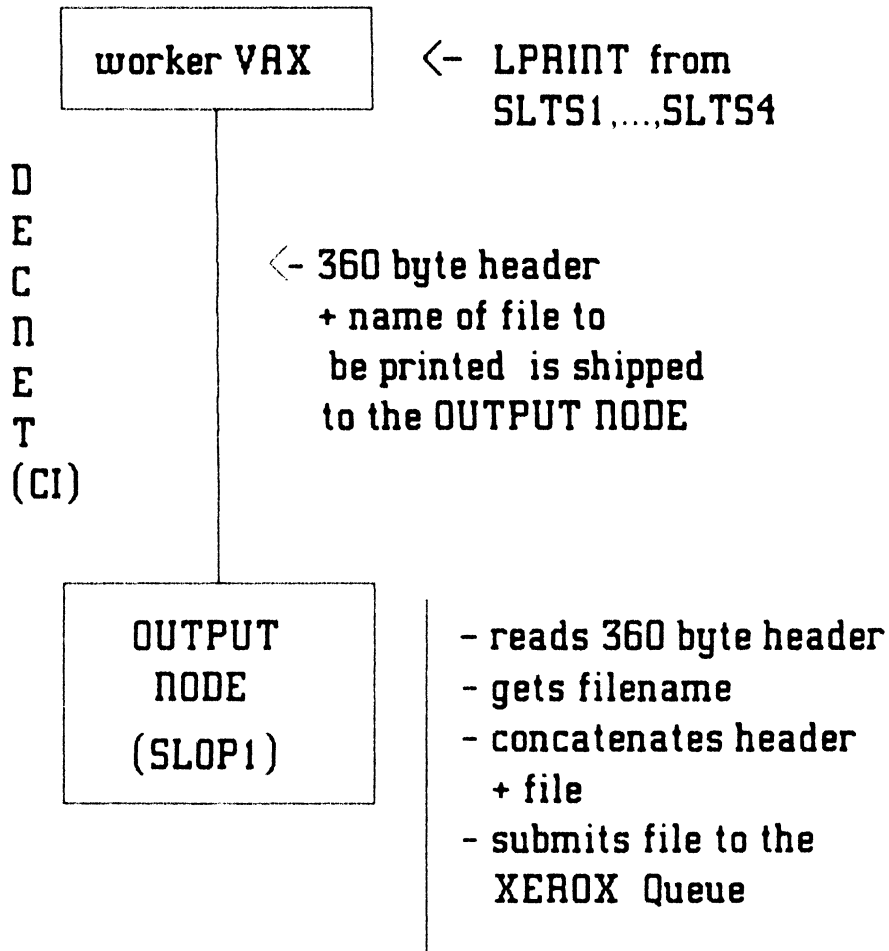 worker VAX
<- LPRINT from
SLTS1,...,SLTS4
DECNET
(CI)
<- 360 byte header
+ name of file to
be printed is shipped
to the OUTPUT NODE
OUTPUT
NODE
(SLOP1)
- reads 360 byte header
- gets filename
- concatenates header
+ file
- submits file to the
XEROX Queue